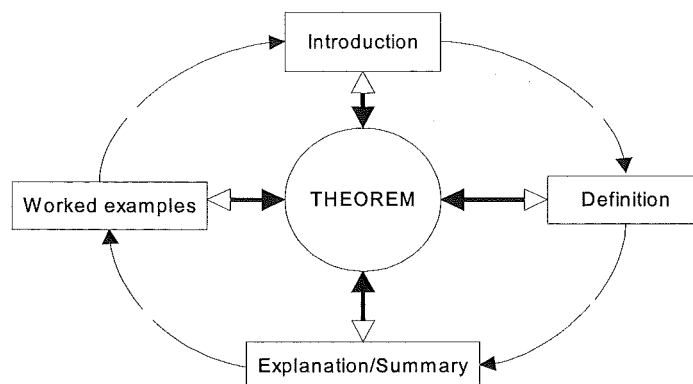 Introduction
Worked examples
THEOREM
Definition
Explanation/Summary